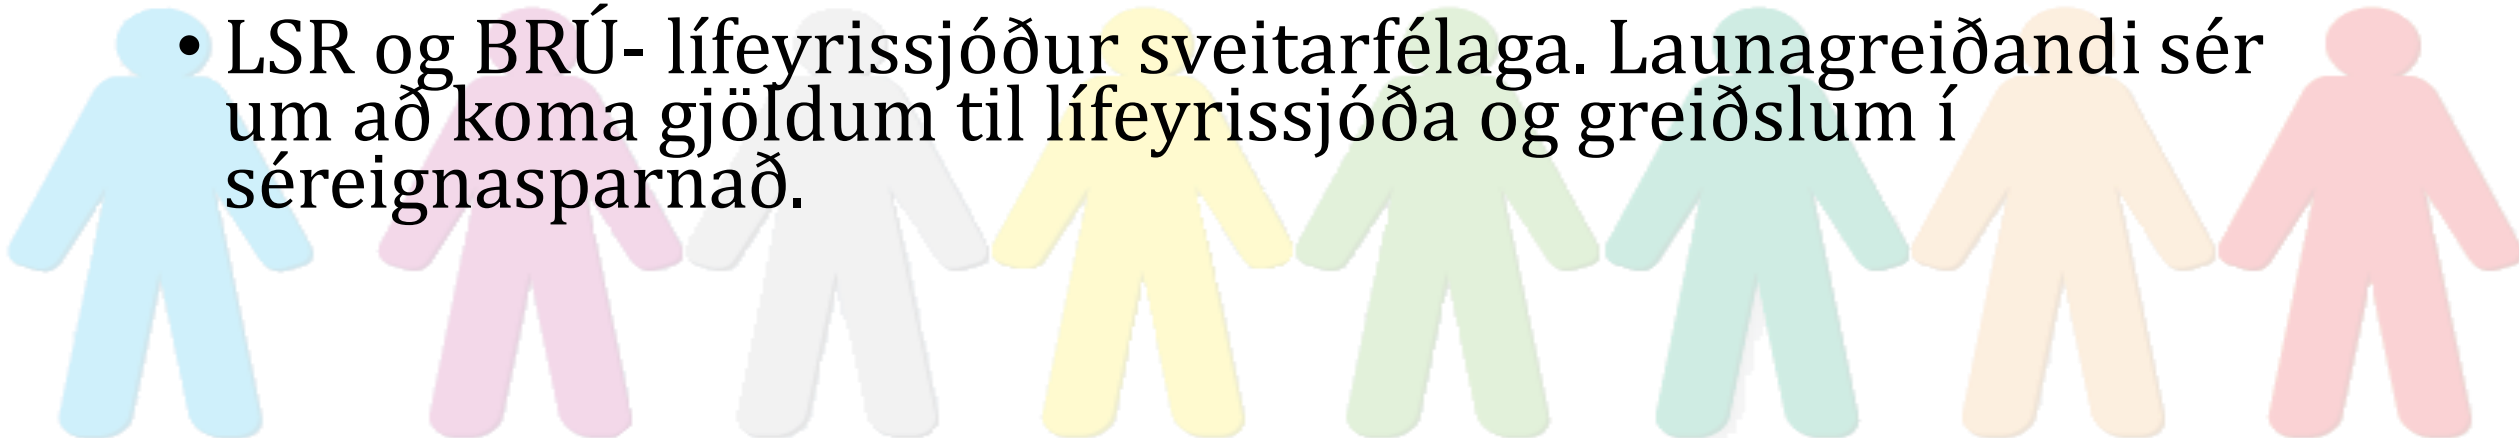 • LSR og BRÚ- lífeyrissjóður sveitarfélaga. Launagreiðandi sér
um að koma gjöldum til lífeyrissjóða og greiðslum í
séreignasparnað.